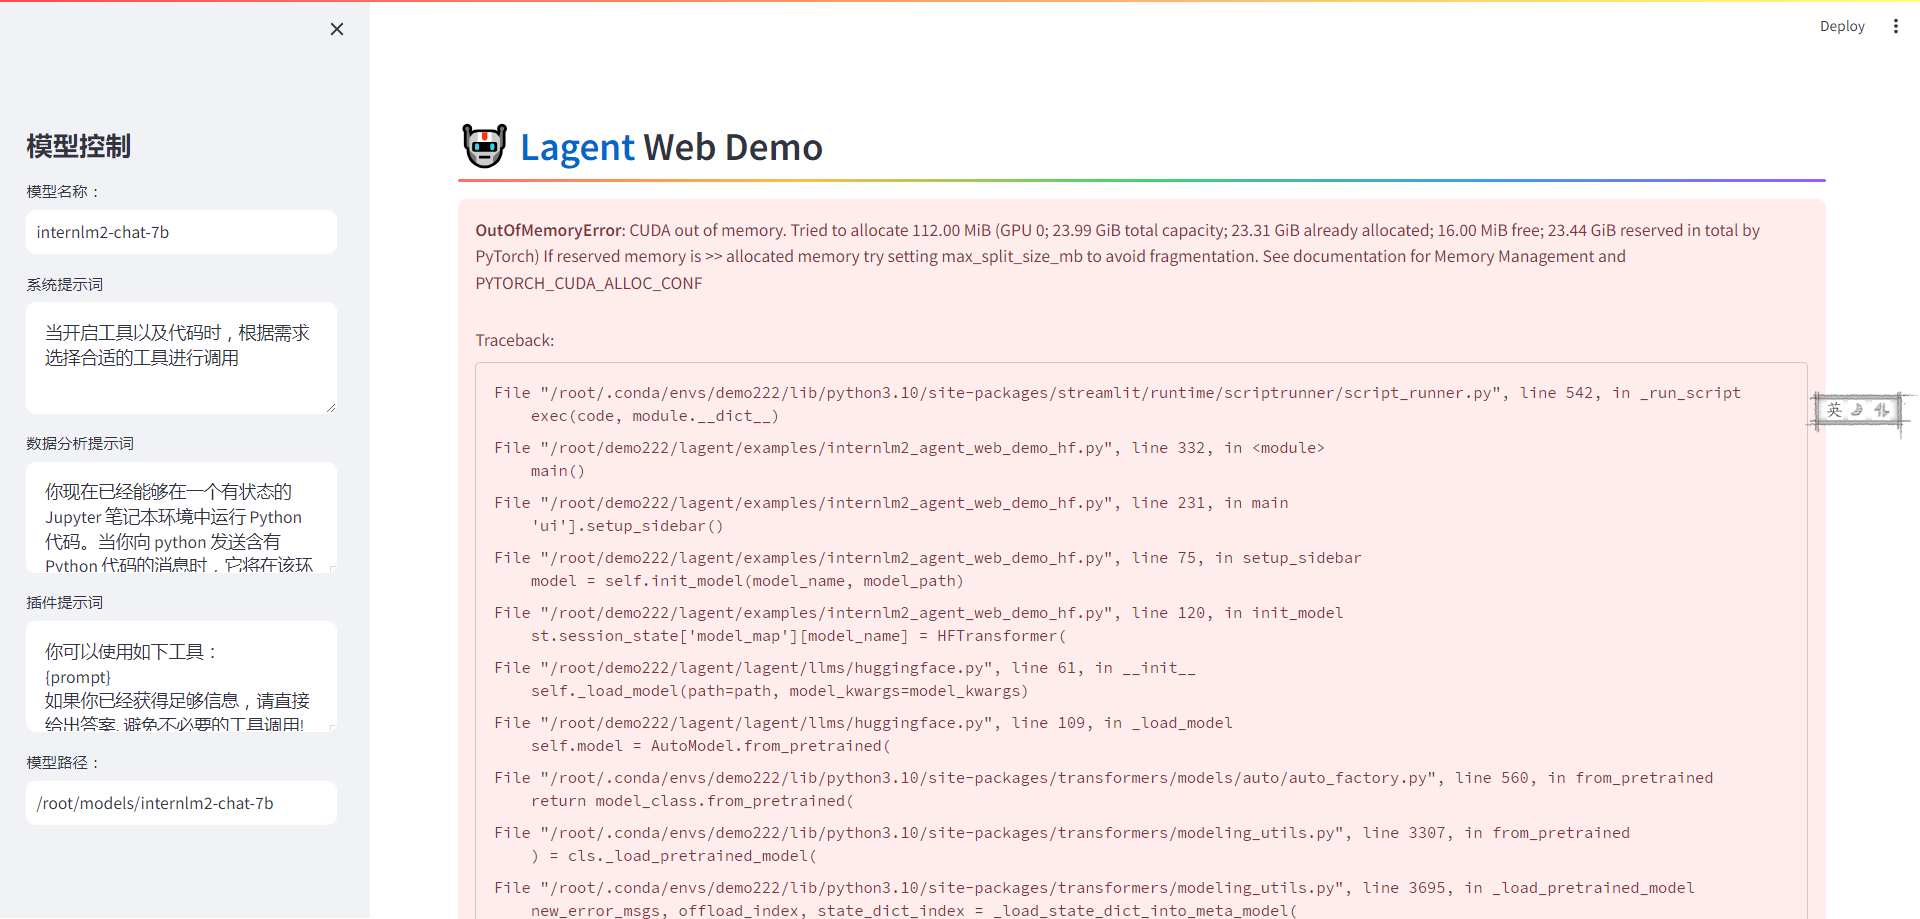 Deploy
模型控制
模型名称：
internlm2-chat-7b
系统提示词
当开启工具以及代码时，根据需求
选择合适的工具进行调用
数据分析提示词
你现在已经能够在一个有状态的
Jupyter 笔记本环境中运行 Python
代码。当你向 python 发送含有
Python 代码的消息时，它将在该环
插件提示词
你可以使用如下工具：
{prompt}
如果你已经获得足够信息，请直接
给出答案. 避免不必要的工具调用!
模型路径：
/root/models/internlm2-chat-7b
Lagent Web Demo
OutOfMemoryError: CUDA out of memory. Tried to allocate 112.00 MiB (GPU 0; 23.99 GiB total capacity; 23.31 GiB already allocated; 16.00 MiB free; 23.44 GiB reserved in total by
PyTorch) If reserved memory is >> allocated memory try setting max_split_size_mb to avoid fragmentation. See documentation for Memory Management and
PYTORCH_CUDA_ALLOC_CONF
Traceback:
File "/root/.conda/envs/demo222/lib/python3.10/site-packages/streamlit/runtime/scriptrunner/script_runner.py", line 542, in _run_script
exec(code, module.__dict__)
File "/root/demo222/lagent/examples/internlm2_agent_web_demo_hf.py", line 332, in <module>
main()
File "/root/demo222/lagent/examples/internlm2_agent_web_demo_hf.py", line 231, in main
'ui'].setup_sidebar()
File "/root/demo222/lagent/examples/internlm2_agent_web_demo_hf.py", line 75, in setup_sidebar
model = self.init_model(model_name, model_path)
File "/root/demo222/lagent/examples/internlm2_agent_web_demo_hf.py", line 120, in init_model
st.session_state['model_map'][model_name] = HFTransformer(
File "/root/demo222/lagent/lagent/llms/huggingface.py", line 61, in __init__
self._load_model(path=path, model_kwargs=model_kwargs)
File "/root/demo222/lagent/lagent/llms/huggingface.py", line 109, in _load_model
self.model = AutoModel.from_pretrained(
File "/root/.conda/envs/demo222/lib/python3.10/site-packages/transformers/models/auto/auto_factory.py", line 560, in from_pretrained
return model_class.from_pretrained(
File "/root/.conda/envs/demo222/lib/python3.10/site-packages/transformers/modeling_utils.py", line 3307, in from_pretrained
) = cls._load_pretrained_model(
File "/root/.conda/envs/demo222/lib/python3.10/site-packages/transformers/modeling_utils.py", line 3695, in _load_pretrained_model
new_error_msgs, offload_index, state_dict_index = _load_state_dict_into_meta_model(
英